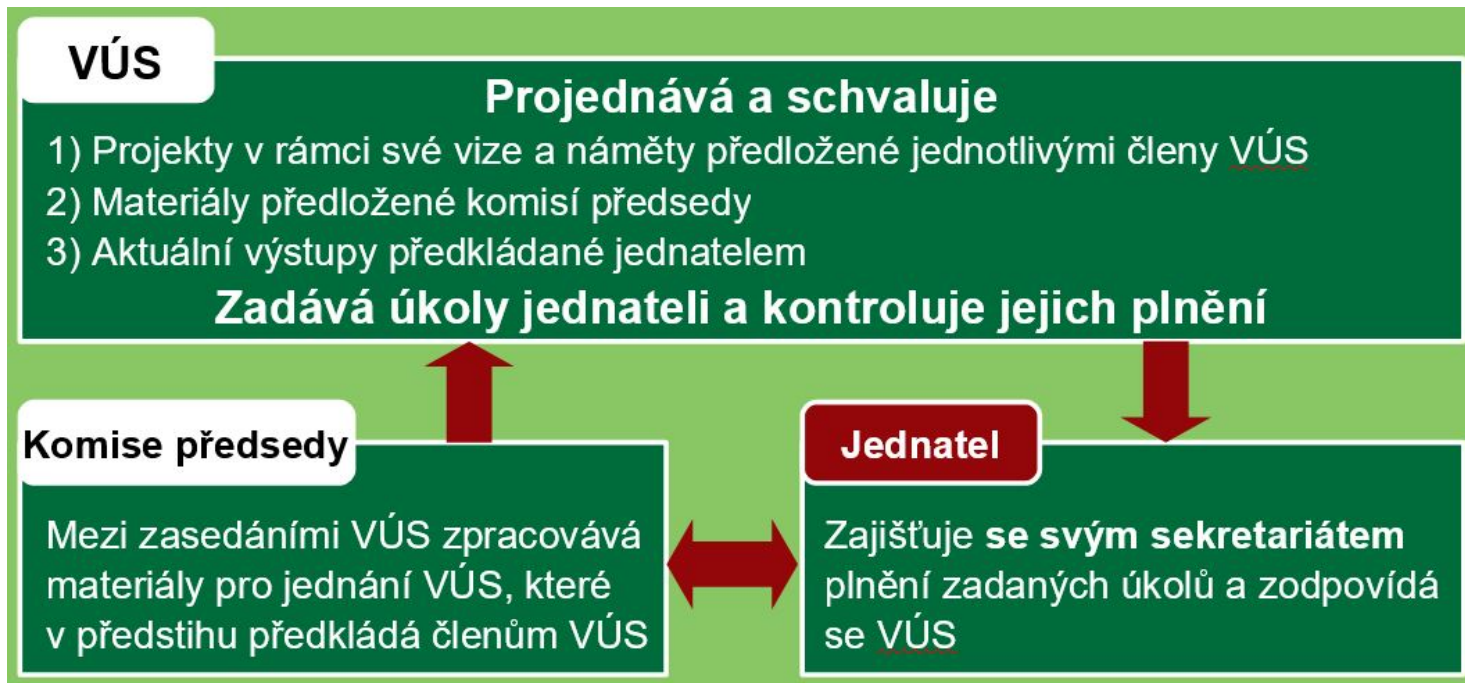 VÚS
Projednává a schvaluje
1) Projekty v rámci své vize a náměty předložené jednotlivými členy VÚS
2) Materiály předložené komisí předsedy
3) Aktuální výstupy předkládané jednatelem
Zadává úkoly jednateli a kontroluje jejich plnění
Komise předsedy
Mezi zasedáními VÚS zpracovává
materiály pro jednání VÚS, které
v předstihu předkládá členům VÚS
Jednatel
Zajišťuje se svým sekretariátem
plnění zadaných úkolů a zodpovídá
se VÚS